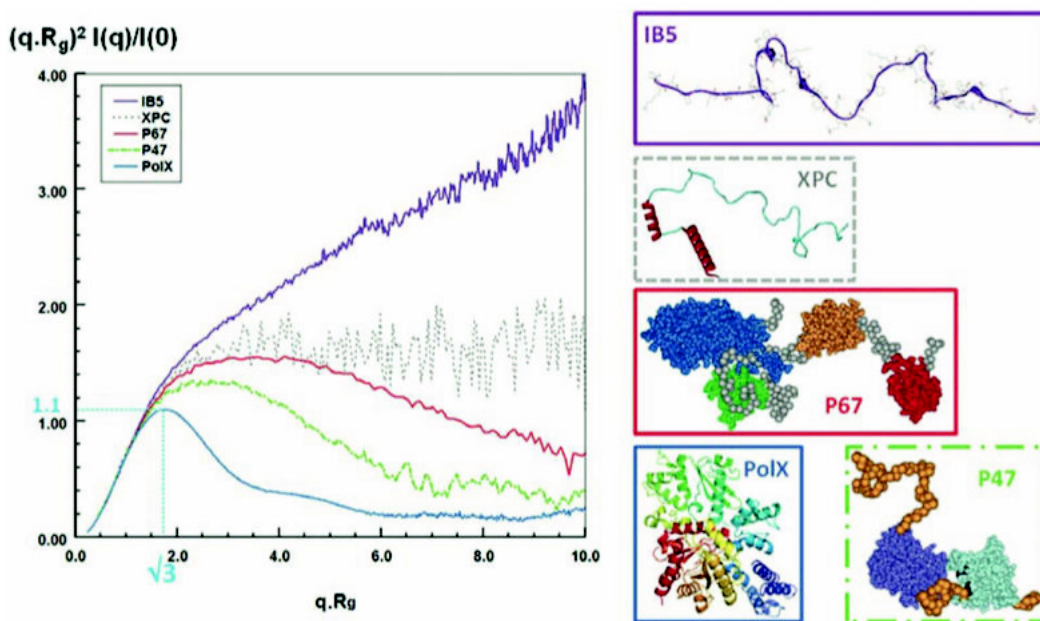 (q.Rg)² I(q)/I(0)
4.00
3.00
2.00
1.1
1.00
0.00
IB5
XPC
P67
P47
PolX
0.0
2.0
4.0
6.0
8.0
10.0
√3
q.Rg
IB5
XPC
P67
PolX
P47